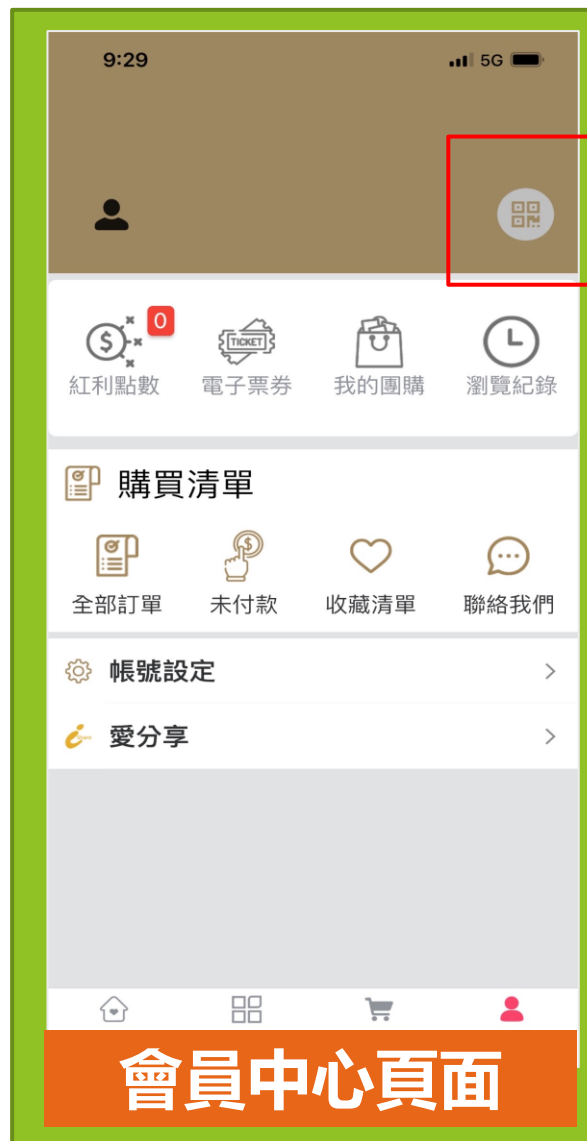 9:29
5G
0
TICKET
紅利點數 電子票券 我的團購 瀏覽紀錄
購買清單
全部訂單 未付款 收藏清單 聯絡我們
帳號設定
愛分享
會員中心頁面